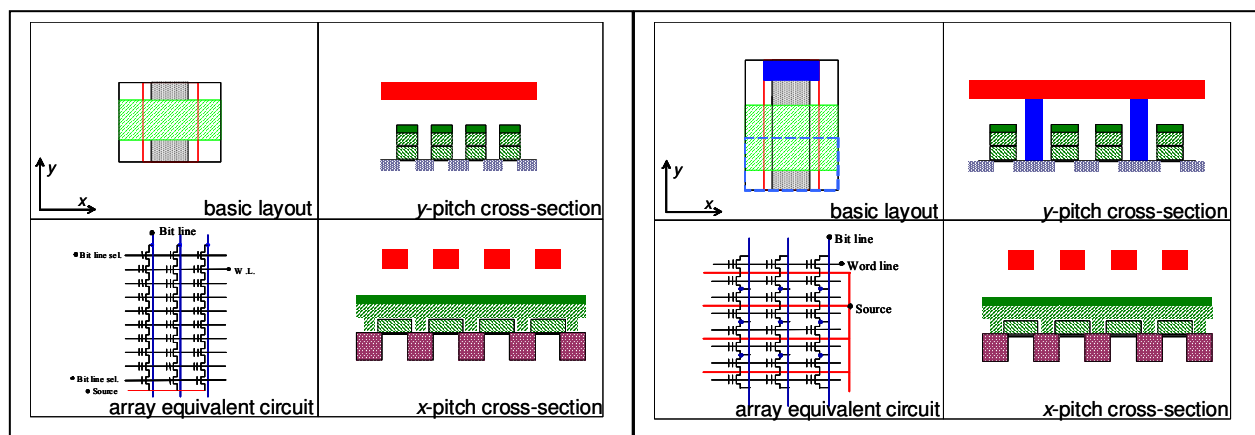 y
x
basic layout
y-pitch cross-section
Bit line
Bit line sel.
W .L.
Bit line sel.
Source
array equivalent circuit
x-pitch cross-section
y
x
basic layout
y-pitch cross-section
Bit line
Word line
Source
array equivalent circuit
x-pitch cross-section